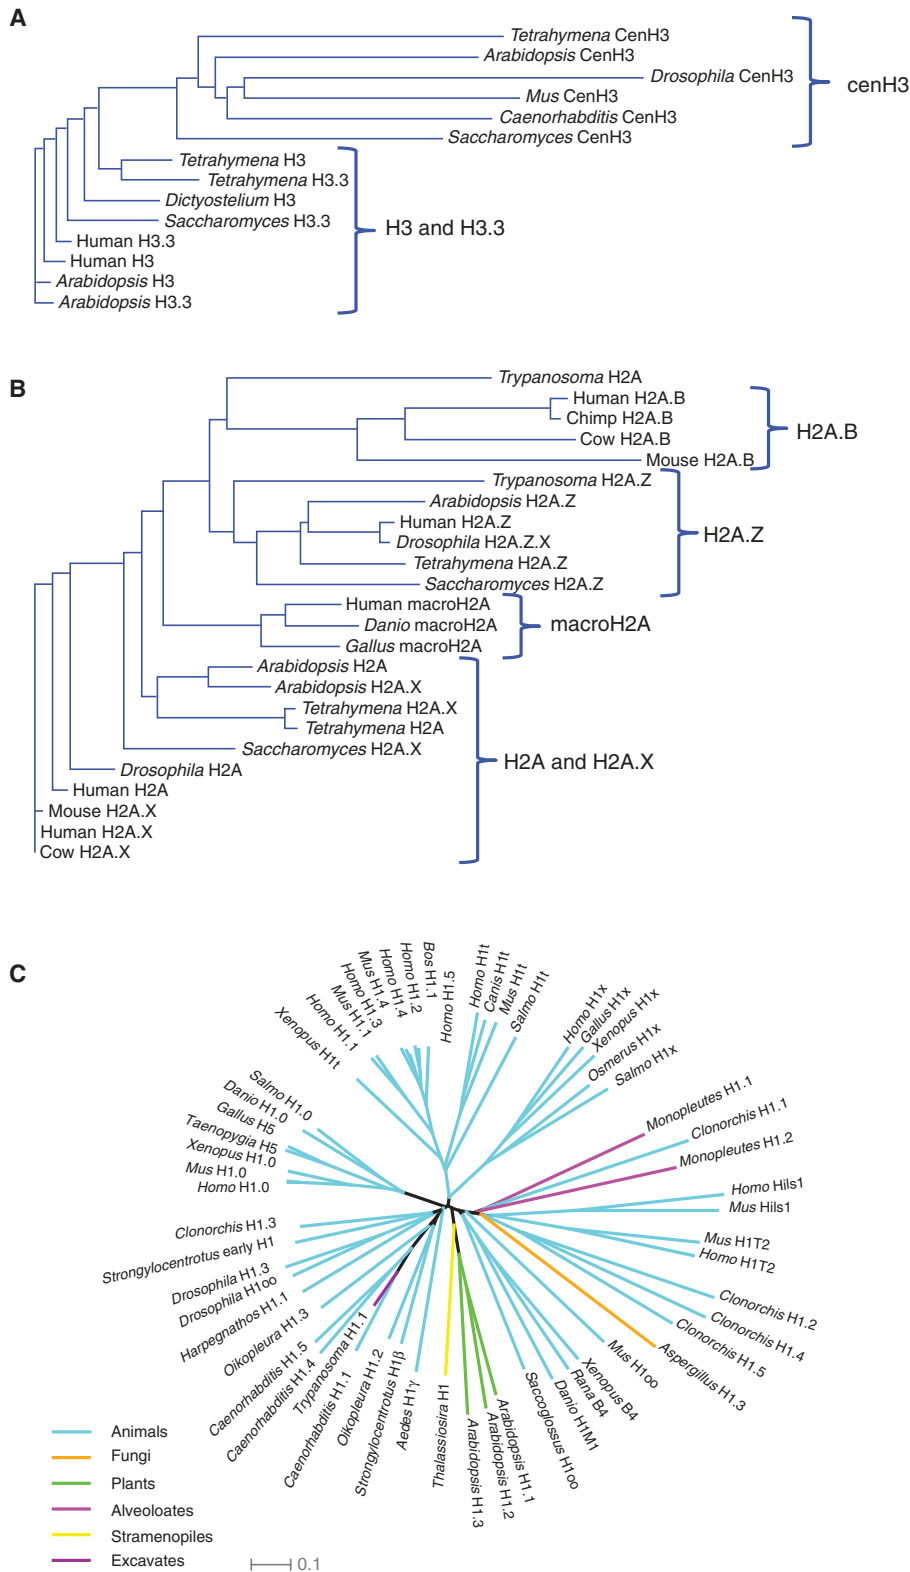 A
Tetrahymena CenH3
Arabidopsis CenH3
Drosophila CenH3
Mus CenH3
Caenorhabditis CenH3
Saccharomyces CenH3
cenH3
Tetrahymena H3
Tetrahymena H3.3
Dictyostelium H3
Saccharomyces H3.3
Human H3.3
Human H3
Arabidopsis H3
Arabidopsis H3.3
H3 and H3.3
B
Trypanosoma H2A
Human H2A.B
Chimp H2A.B
Cow H2A.B
Mouse H2A.B
H2A.B
Trypanosoma H2A.Z
Arabidopsis H2A.Z
Human H2A.Z
Drosophila H2A.Z.X
Tetrahymena H2A.Z
Saccharomyces H2A.Z
H2A.Z
Human macroH2A
Danio macroH2A
Gallus macroH2A
macroH2A
Arabidopsis H2A
Arabidopsis H2A.X
Tetrahymena H2A.X
Tetrahymena H2A
Saccharomyces H2A.X
Drosophila H2A
Human H2A
Mouse H2A.X
Human H2A.X
Cow H2A.X
H2A and H2A.X
C
Xenopus H1t
Homo H1.1
Mus H1.1
Homo H1.3
Mus H1.4
Homo H1.4
Homo H1.2
Bos H1.1
Homo H1.5
Homo H1t
Canis H1t
Mus H1t
Salmo H1t
Homo H1x
Gallus H1x
Xenopus H1x
Osmerus H1x
Salmo H1x
Monopleutes H1.1
Clonorchis H1.1
Monopleutes H1.2
Homo Hils1
Mus Hils1
Mus H1T2
Homo H1T2
Clonorchis H1.2
Clonorchis H1.4
Clonorchis H1.5
Aspergillus H1.3
Mus H1oo
Xenopus B4
Rana B4
Danio H1M1
Saccoglossus H1oo
Arabidopsis H1.1
Arabidopsis H1.2
Arabidopsis H1.3
Thalassiosira H1
Aedes H1γ
Strongylocentrotus H1β
Oikopleura H1.2
Caenorhabditis H1.1
Trypanosoma H1.1
Caenorhabditis H1.4
Caenorhabditis H1.5
Oikopleura H1.3
Harpegnathos H1.1
Drosophila H1oo
Drosophila H1.3
Strongylocentrotus early H1
Clonorchis H1.3
Homo H1.0
Mus H1.0
Xenopus H1.0
Taenopygia H5
Gallus H5
Danio H1.0
Salmo H1.0
Animals
Fungi
Plants
Alveoloates
Stramenopiles
Excavates
0.1